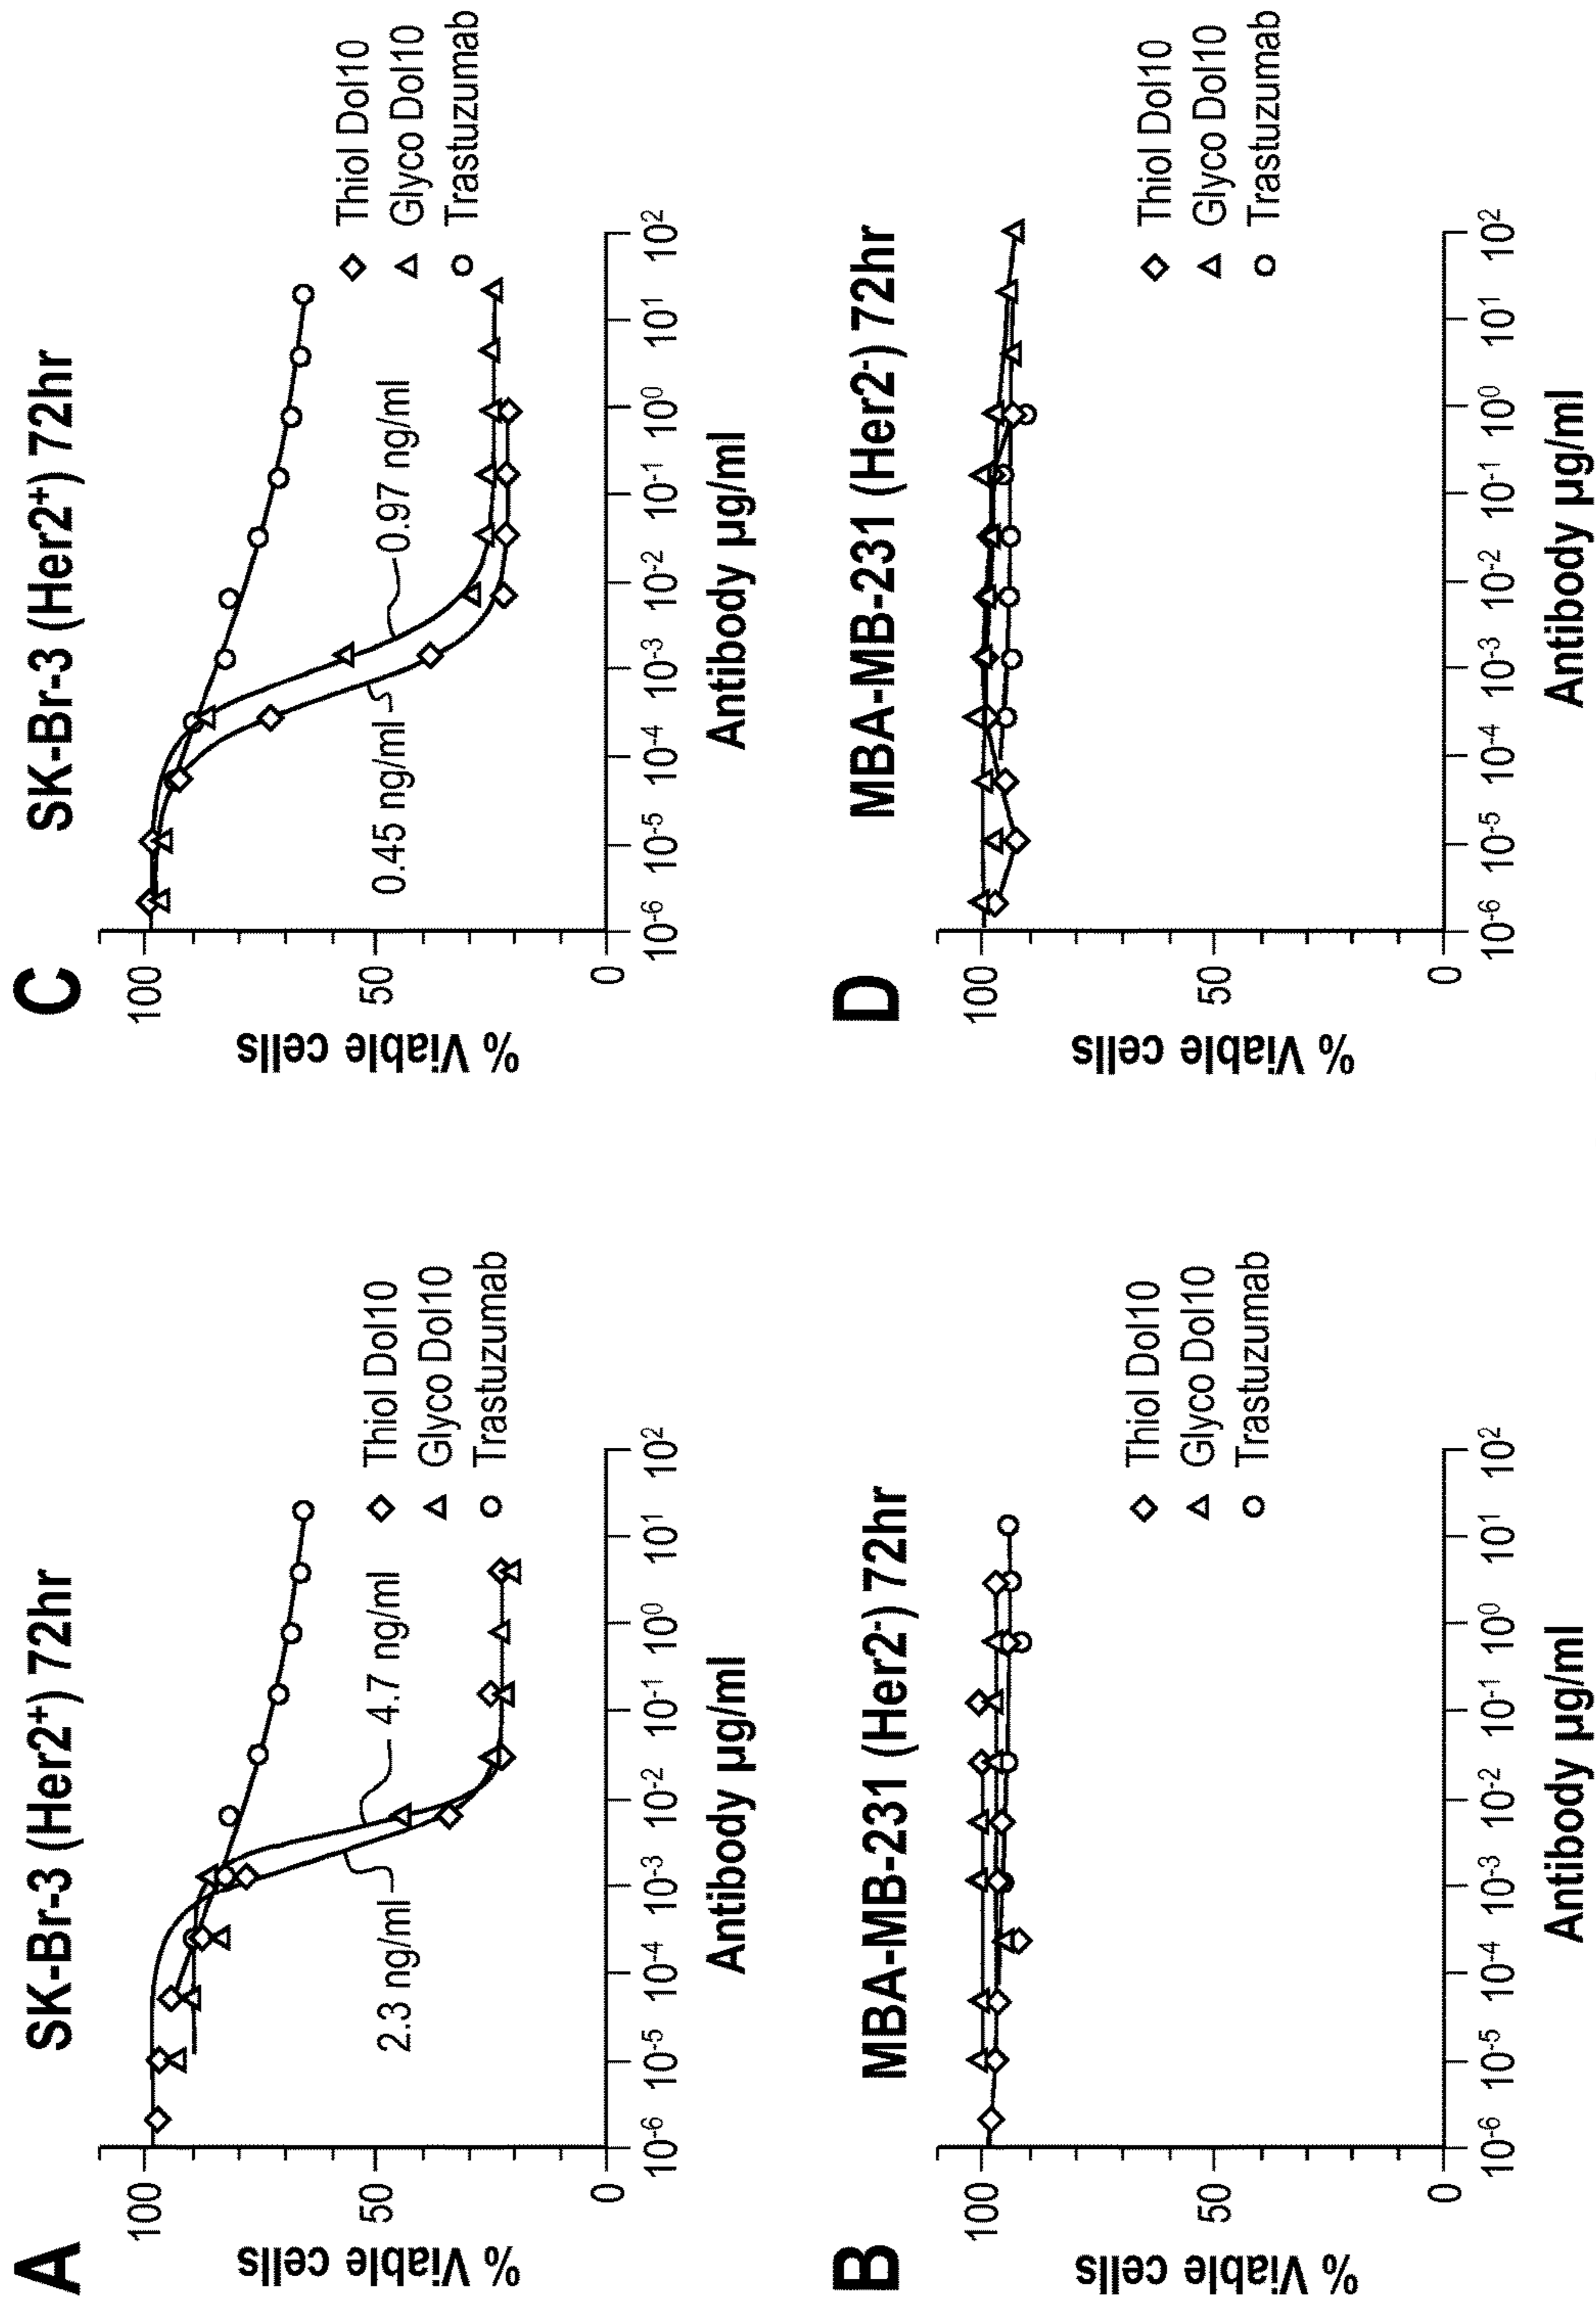 A
SK-Br-3 (Her2⁺) 72hr
% Viable cells
100
50
0
2.3 ng/ml
4.7 ng/ml
Thiol Dol10
Glyco Dol10
Trastuzumab
10⁻⁶ 10⁻⁵ 10⁻⁴ 10⁻³ 10⁻² 10⁻¹ 10⁰ 10¹ 10²
Antibody µg/ml
B
MBA-MB-231 (Her2⁻) 72hr
% Viable cells
100
50
0
Thiol Dol10
Glyco Dol10
Trastuzumab
10⁻⁶ 10⁻⁵ 10⁻⁴ 10⁻³ 10⁻² 10⁻¹ 10⁰ 10¹ 10²
Antibody µg/ml
C
SK-Br-3 (Her2⁺) 72hr
% Viable cells
100
50
0
0.45 ng/ml
0.97 ng/ml
Thiol Dol10
Glyco Dol10
Trastuzumab
10⁻⁶ 10⁻⁵ 10⁻⁴ 10⁻³ 10⁻² 10⁻¹ 10⁰ 10¹ 10²
Antibody µg/ml
D
MBA-MB-231 (Her2⁻) 72hr
% Viable cells
100
50
0
Thiol Dol10
Glyco Dol10
Trastuzumab
10⁻⁶ 10⁻⁵ 10⁻⁴ 10⁻³ 10⁻² 10⁻¹ 10⁰ 10¹ 10²
Antibody µg/ml